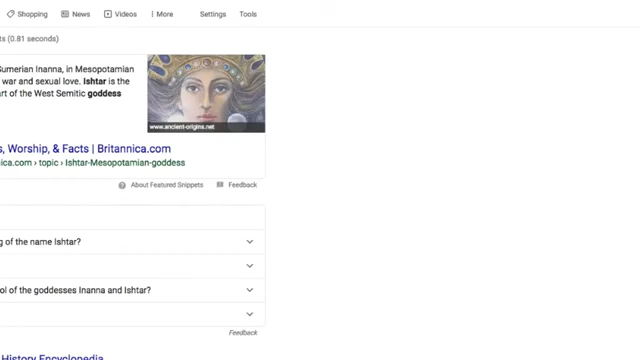 Shopping News Videos More Settings Tools
ts (0.81 seconds)
Sumerian Inanna, in Mesopotamian
war and sexual love. Ishtar is the
art of the West Semitic goddess
www.ancient-origins.net
s, Worship, & Facts | Britannica.com
nica.com › topic › Ishtar-Mesopotamian-goddess
About Featured Snippets Feedback
g of the name Ishtar?
ol of the goddesses Inanna and Ishtar?
Feedback
History Encyclopedia